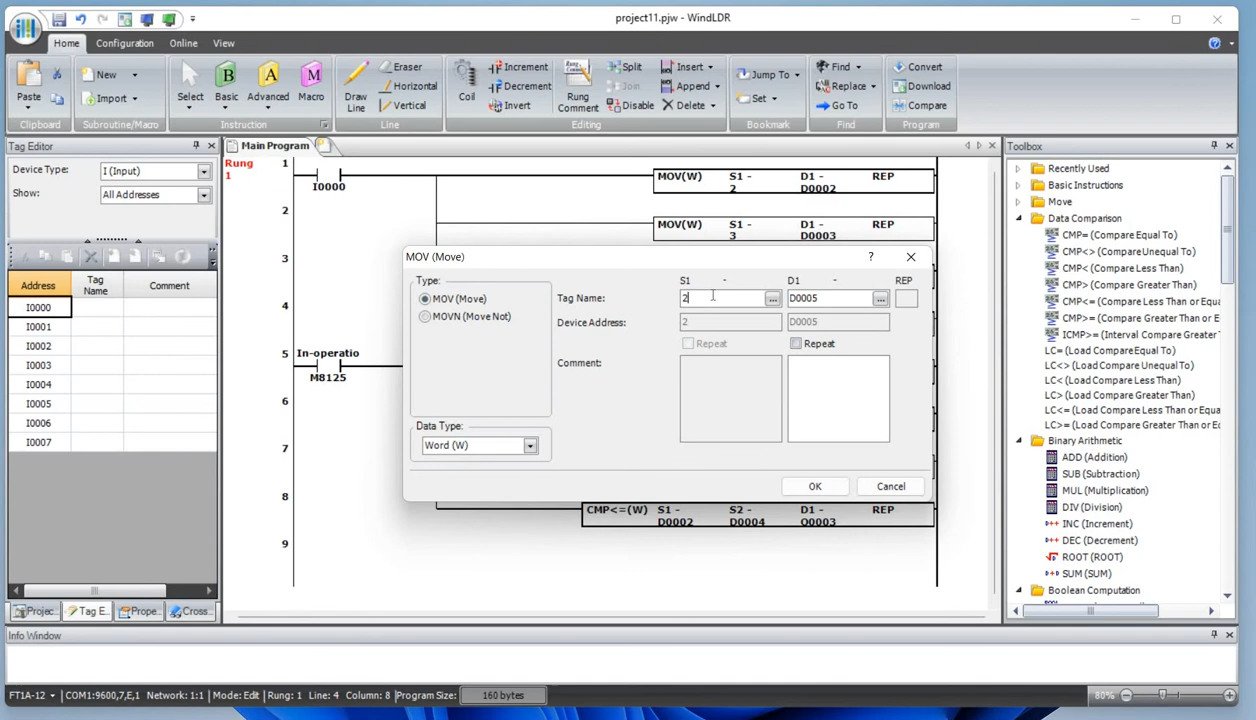 project11.pjw - WindLDR
Home Configuration Online View
Paste
New
Import
Select
Basic
Advanced
Macro
Draw
Line
Eraser
Horizontal
Vertical
Coil
Increment
Decrement
Invert
Rung
Comment
Split
Join
Disable
Insert
Append
Delete
Jump To
Set
Find
Replace
Go To
Convert
Download
Compare
Clipboard Subroutine/Macro Instruction Line Editing Bookmark Find Program
Tag Editor
Device Type: I (Input)
Show: All Addresses
Address Tag Name Comment
I0000
I0001
I0002
I0003
I0004
I0005
I0006
I0007
Projec Tag E... Prope... Cross
Main Program
Rung
1
1
I0000
MOV(W) S1 - D1 - REP
2 D0002
2
MOV(W) S1 - D1 - REP
3 D0003
3
4
5
In-operatio
M8125
6
7
8
CMP<=(W) S1 - S2 - D1 - REP
D0002 D0004 Q0003
9
MOV (Move)
?
Type:
MOV (Move)
MOVN (Move Not)
Data Type:
Word (W)
S1 - D1 - REP
Tag Name: 2 ... D0005 ...
Device Address: 2 D0005
Repeat Repeat
Comment:
OK Cancel
Toolbox
Recently Used
Basic Instructions
Move
Data Comparison
CMP= (Compare Equal To)
CMP<> (Compare Unequal To)
CMP< (Compare Less Than)
CMP> (Compare Greater Than)
CMP<= (Compare Less Than or Equa
CMP>= (Compare Greater Than or E
ICMP>= (Interval Compare Greater
LC= (Load Compare Equal To)
LC<> (Load Compare Unequal To)
LC< (Load Compare Less Than)
LC> (Load Compare Greater Than)
LC<= (Load Compare Less Than or Equa
LC>= (Load Compare Greater Than or E
Binary Arithmetic
ADD (Addition)
SUB (Subtraction)
MUL (Multiplication)
DIV (Division)
INC (Increment)
DEC (Decrement)
ROOT (ROOT)
SUM (SUM)
Boolean Computation
Info Window
FT1A-12 COM1:9600,7,E,1 Network: 1:1 Mode: Edit Rung: 1 Line: 4 Column: 8 Program Size: 160 bytes 80%